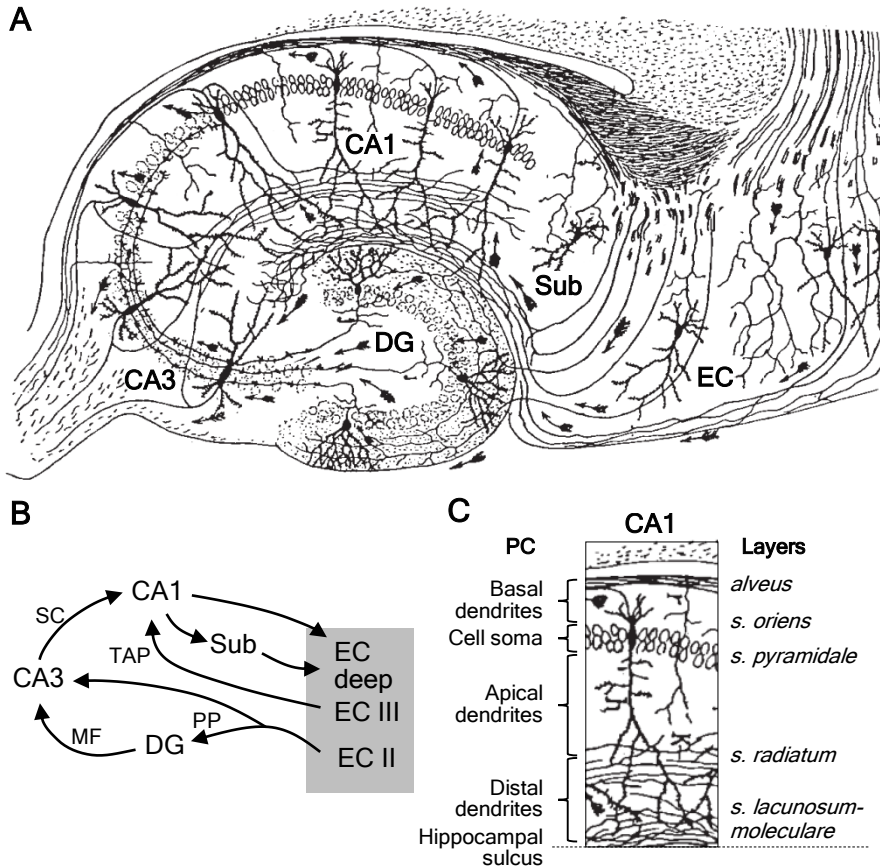 A
CA1
Sub
DG
CA3
EC
B
CA1
SC
Sub
TAP
EC
deep
CA3
EC III
PP
MF
DG
EC II
C
CA1
PC
Layers
Basal
dendrites
alveus
s. oriens
Cell soma
s. pyramidale
Apical
dendrites
s. radiatum
Distal
dendrites
s. lacunosum-
moleculare
Hippocampal
sulcus